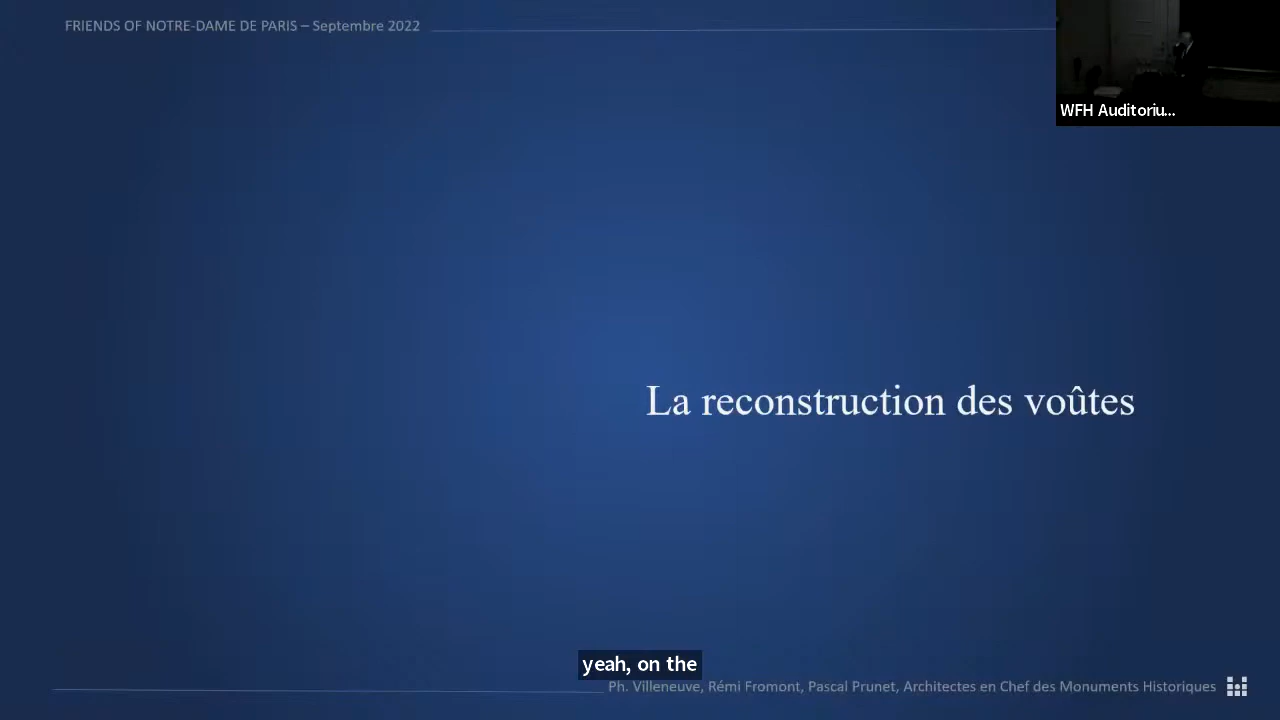 FRIENDS OF NOTRE-DAME DE PARIS – Septembre 2022
WFH Auditoriu...
La reconstruction des voûtes
yeah, on the
Ph. Villeneuve, Rémi Fromont, Pascal Prunet, Architectes en Chef des Monuments Historiques